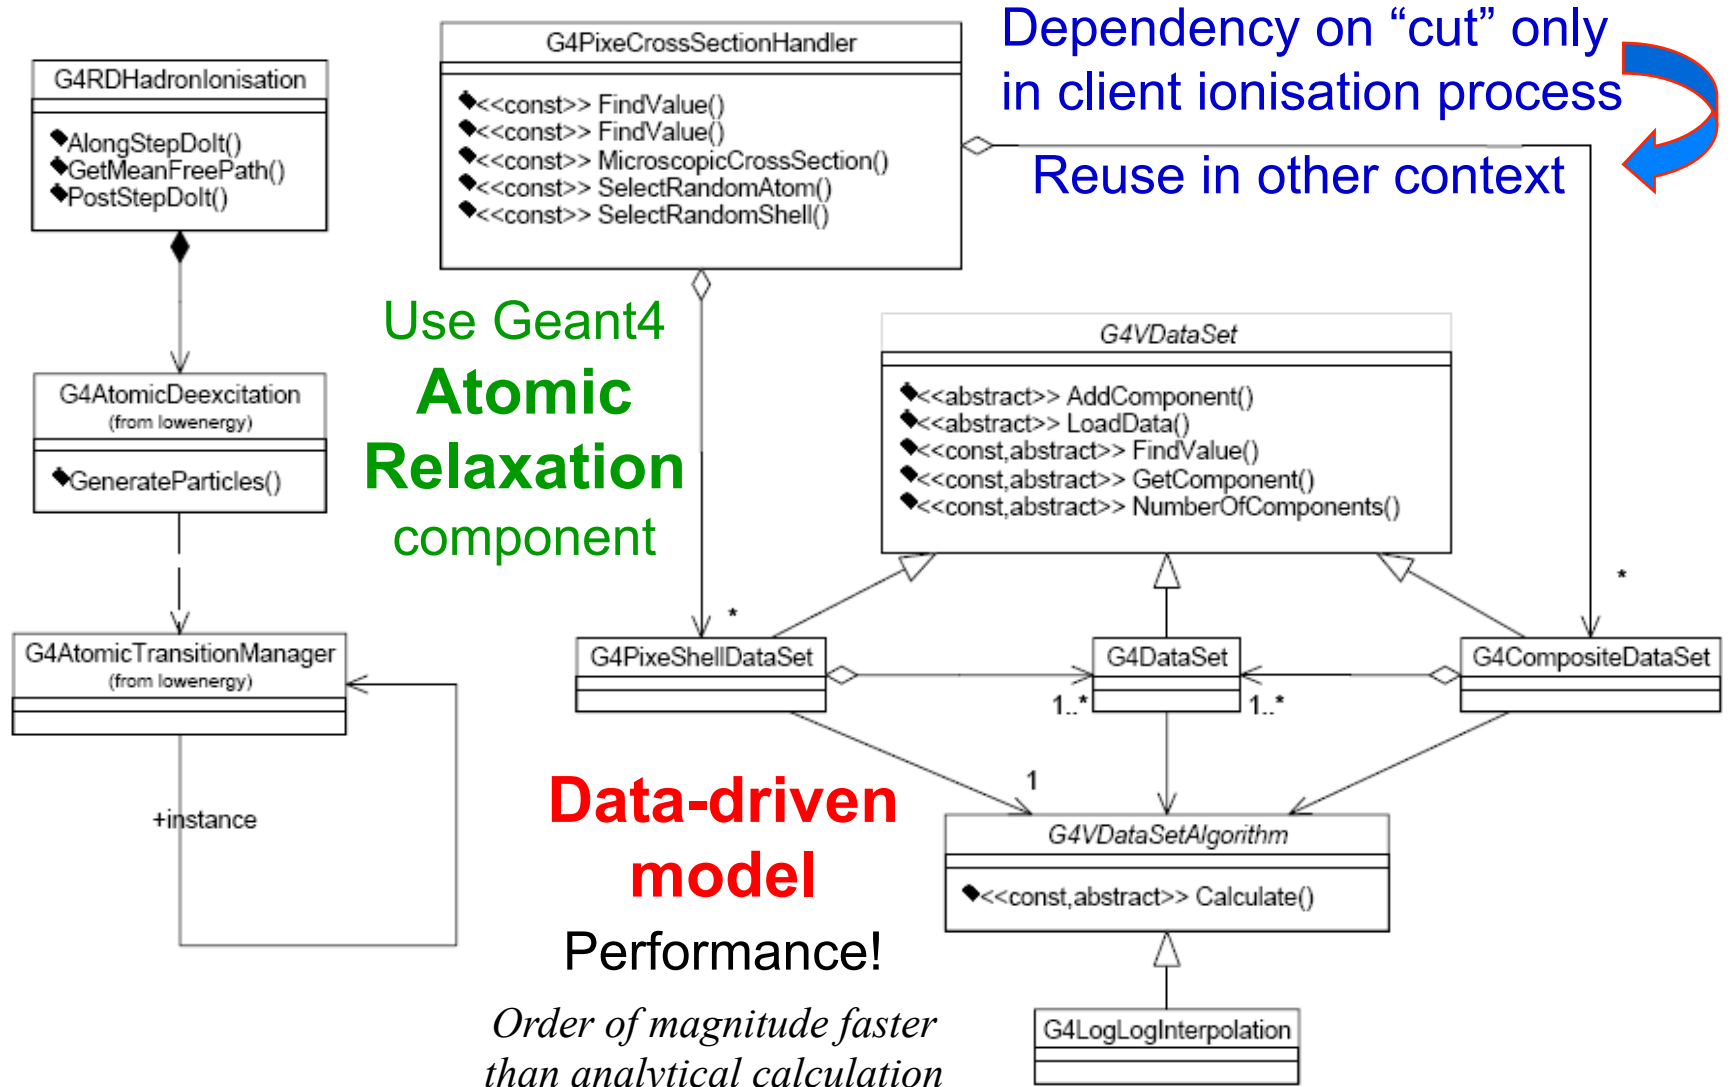 G4RDHadronIonisation
AlongStepDoIt()
GetMeanFreePath()
PostStepDoIt()
G4AtomicDeexcitation
(from lowenergy)
GenerateParticles()
G4AtomicTransitionManager
(from lowenergy)
+instance
G4PixeCrossSectionHandler
<<const>> FindValue()
<<const>> FindValue()
<<const>> MicroscopicCrossSection()
<<const>> SelectRandomAtom()
<<const>> SelectRandomShell()
Dependency on “cut” only
in client ionisation process
Reuse in other context
Use Geant4
Atomic
Relaxation
component
G4VDataSet
<<abstract>> AddComponent()
<<abstract>> LoadData()
<<const,abstract>> FindValue()
<<const,abstract>> GetComponent()
<<const,abstract>> NumberOfComponents()
*
*
G4PixeShellDataSet
G4DataSet
G4CompositeDataSet
1..*
1..*
1
Data-driven
model
Performance!
Order of magnitude faster
than analytical calculation
G4VDataSetAlgorithm
<<const,abstract>> Calculate()
G4LogLogInterpolation